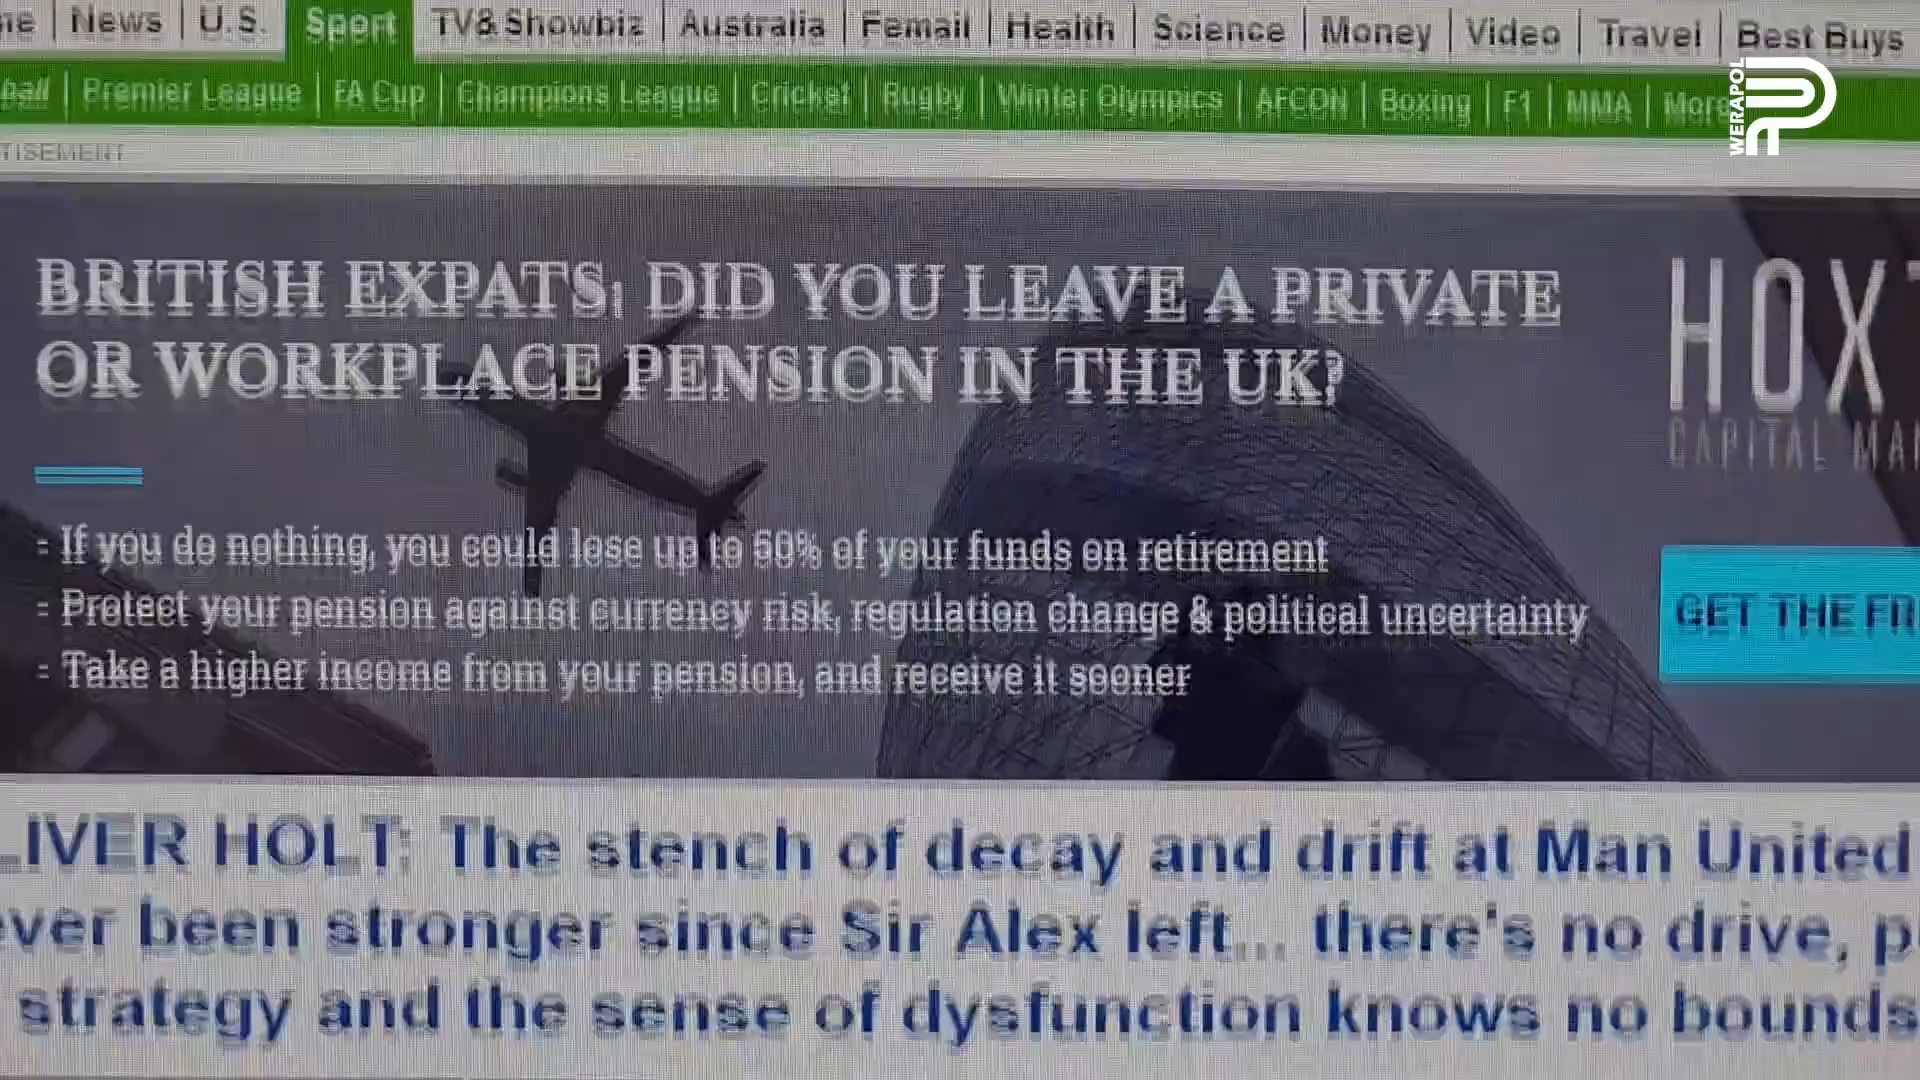 News U.S. Sport TV&Showbiz Australia Femail Health Science Money Video Travel Best Buys
Premier League FA Cup Champions League Cricket Rugby Winter Olympics AFCON Boxing F1 MMA More
WERAPOL
BRITISH EXPATS: DID YOU LEAVE A PRIVATE
OR WORKPLACE PENSION IN THE UK?
- If you do nothing, you could lose up to 50% of your funds on retirement
- Protect your pension against currency risk, regulation change & political uncertainty
- Take a higher income from your pension, and receive it sooner
CAPITAL
GET THE
HOLT: The stench of decay and drift at Man United
been stronger since Sir Alex left... there's no drive,
strategy and the sense of dysfunction knows no bounds